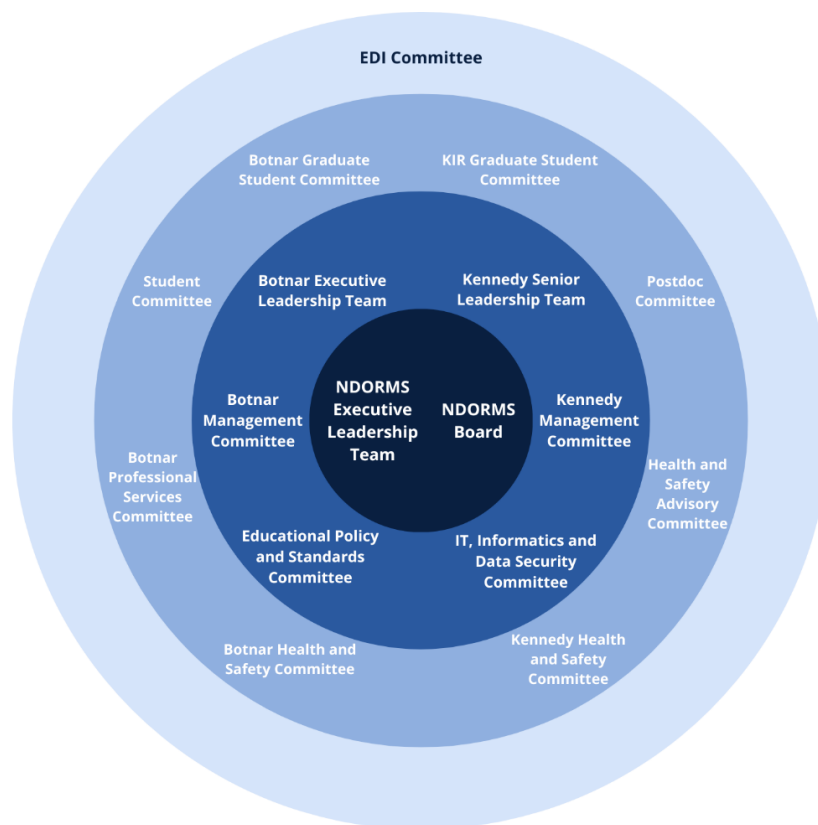 EDI Committee
Botnar Graduate
Student Committee
KIR Graduate Student
Committee
Student
Committee
Botnar Executive
Leadership Team
Kennedy Senior
Leadership Team
Postdoc
Committee
Botnar
Management
Committee
NDORMS
Executive
Leadership
Team
NDORMS
Board
Kennedy
Management
Committee
Botnar
Professional
Services
Committee
Health and
Safety
Advisory
Committee
Educational Policy
and Standards
Committee
IT, Informatics and
Data Security
Committee
Botnar Health and
Safety Committee
Kennedy Health
and Safety
Committee